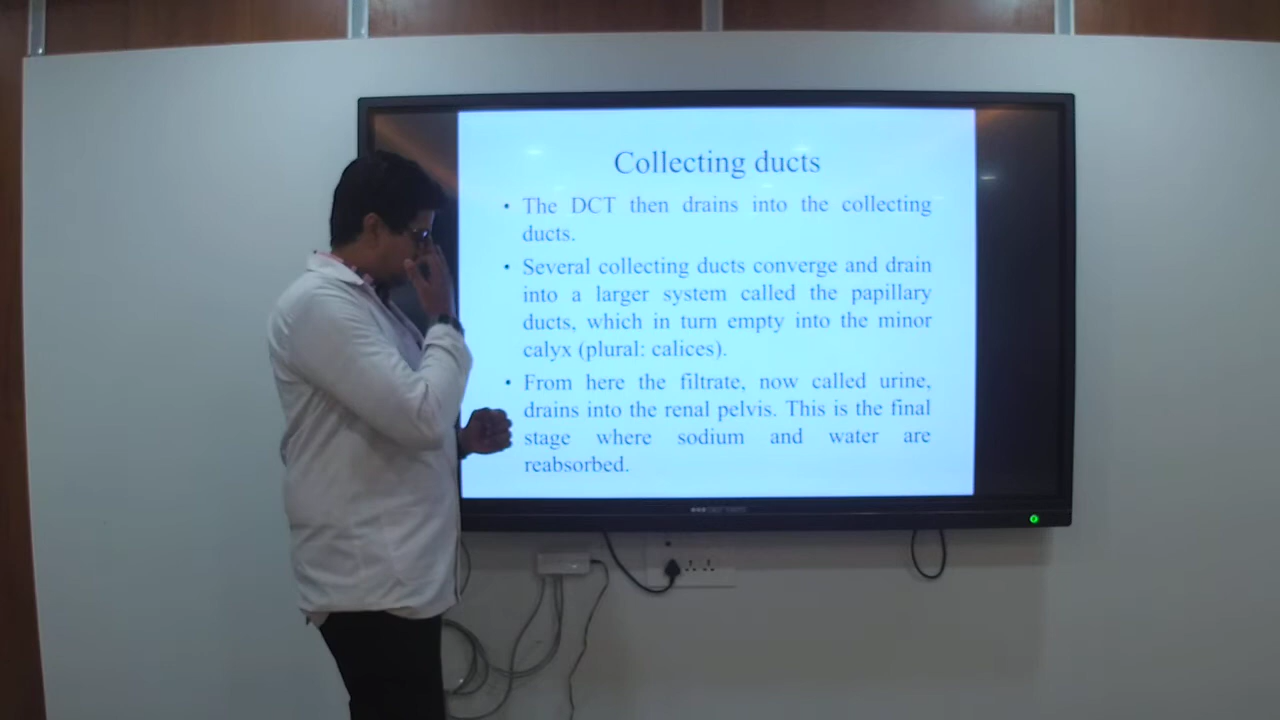 Collecting ducts
• The DCT then drains into the collecting
ducts.
• Several collecting ducts converge and drain
into a larger system called the papillary
ducts, which in turn empty into the minor
calyx (plural: calices).
• From here the filtrate, now called urine,
drains into the renal pelvis. This is the final
stage where sodium and water are
reabsorbed.